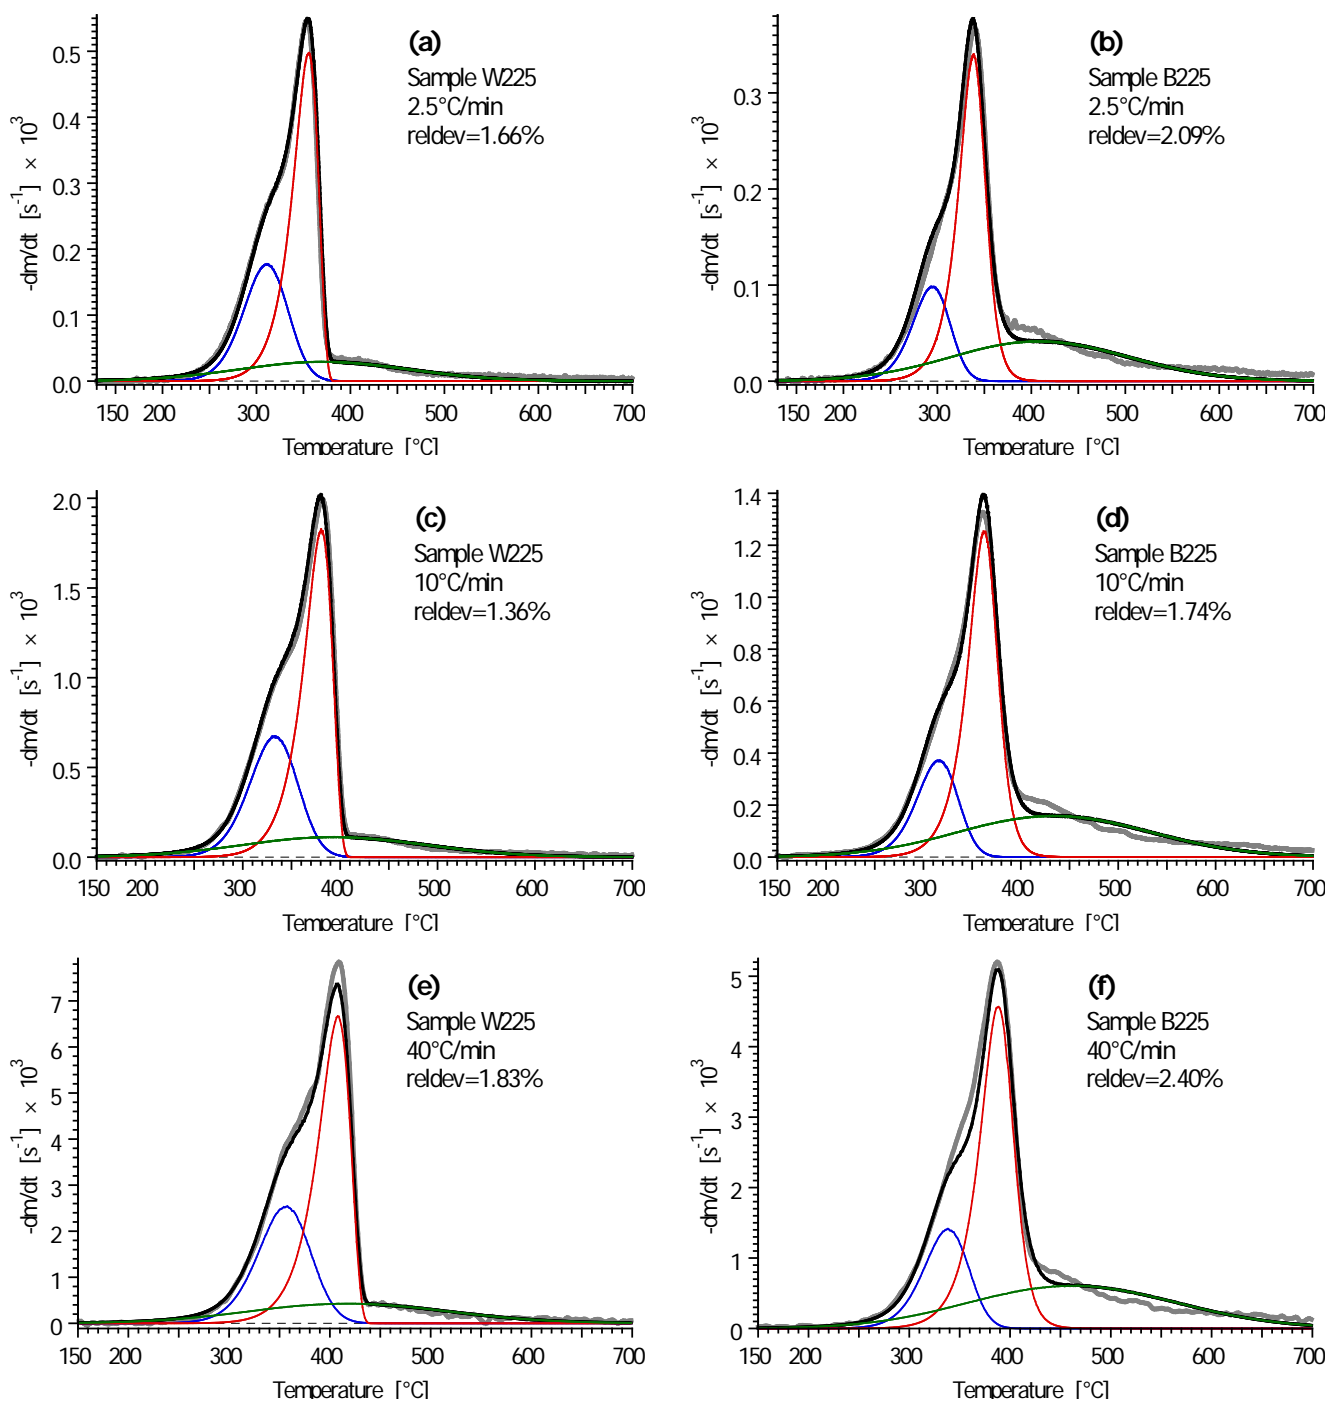 (a)
Sample W225
2.5°C/min
reldev=1.66%
-dm/dt [s⁻¹] × 10³
0.5
0.4
0.3
0.2
0.1
0.0
150 200 300 400 500 600 700
Temperature [°C]
(b)
Sample B225
2.5°C/min
reldev=2.09%
-dm/dt [s⁻¹] × 10³
0.3
0.2
0.1
0.0
150 200 300 400 500 600 700
Temperature [°C]
(c)
Sample W225
10°C/min
reldev=1.36%
-dm/dt [s⁻¹] × 10³
2.0
1.5
1.0
0.5
0.0
150 200 300 400 500 600 700
Temperature [°C]
(d)
Sample B225
10°C/min
reldev=1.74%
-dm/dt [s⁻¹] × 10³
1.4
1.2
1.0
0.8
0.6
0.4
0.2
0.0
150 200 300 400 500 600 700
Temperature [°C]
(e)
Sample W225
40°C/min
reldev=1.83%
-dm/dt [s⁻¹] × 10³
7
6
5
4
3
2
1
0
150 200 300 400 500 600 700
Temperature [°C]
(f)
Sample B225
40°C/min
reldev=2.40%
-dm/dt [s⁻¹] × 10³
5
4
3
2
1
0
150 200 300 400 500 600 700
Temperature [°C]